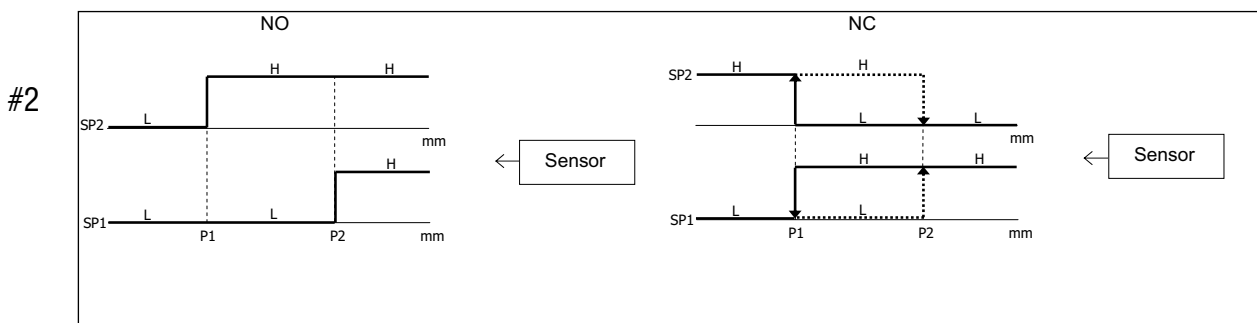 #2
NO
NC
H H
SP2 L
mm
H
SP1 L L
P1 P2 mm
Sensor
H H
SP2
L L
mm
H H
SP1 L L
P1 P2 mm
Sensor